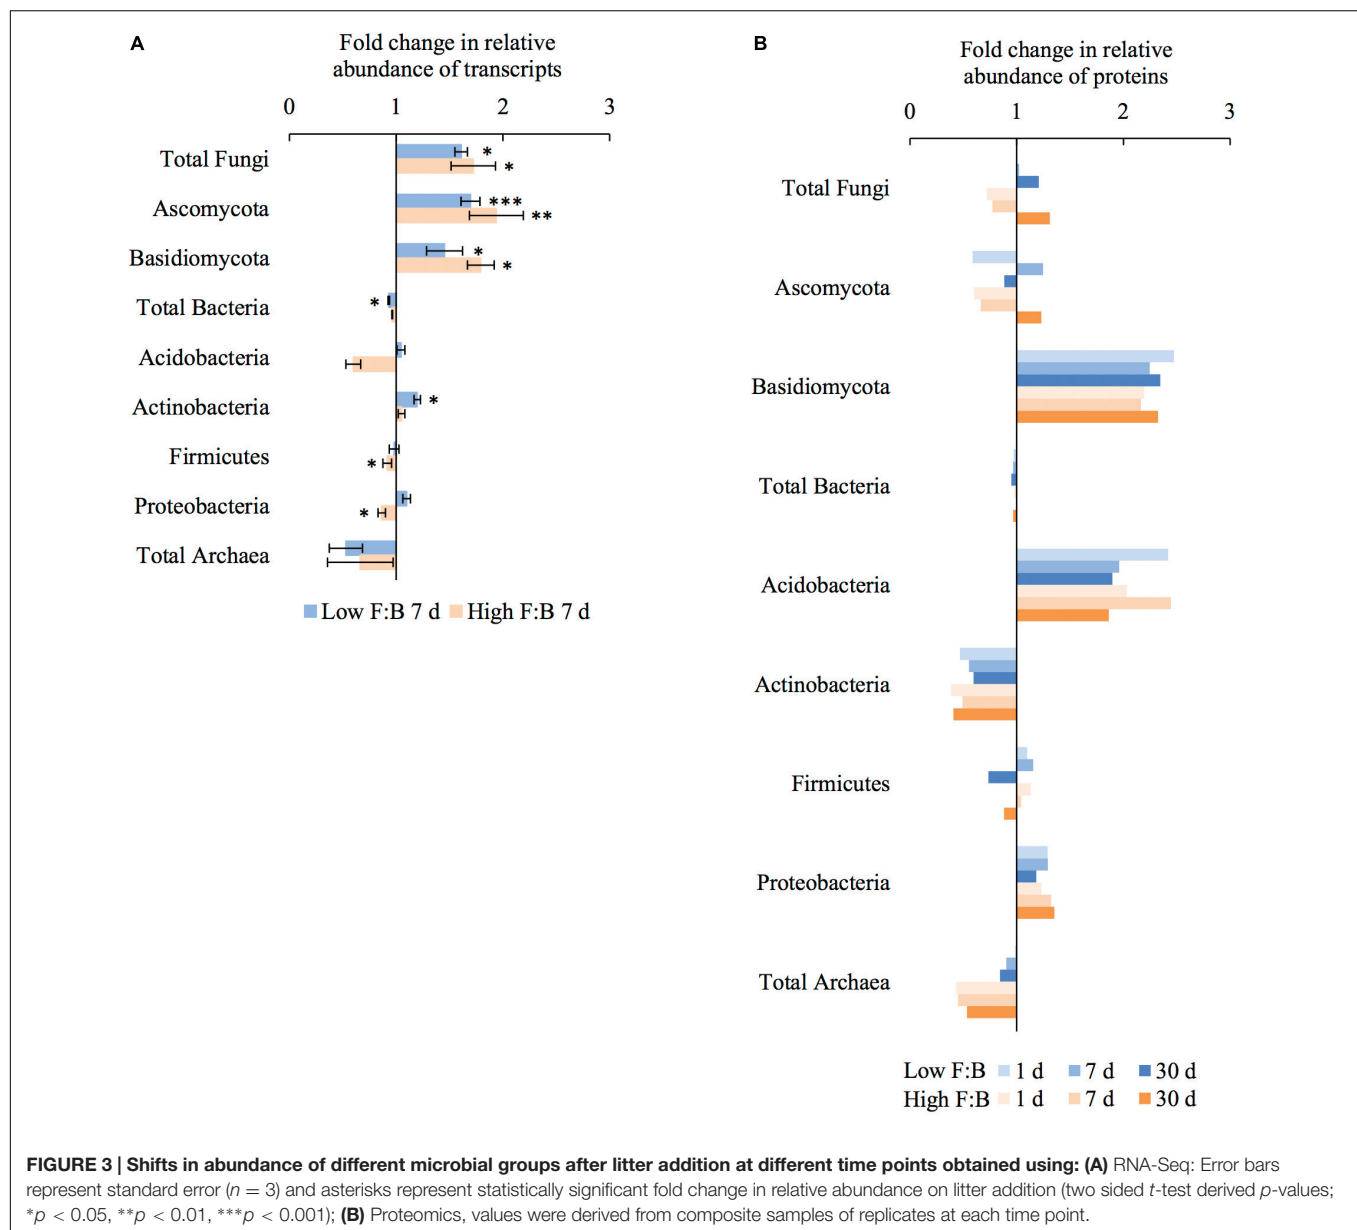 A
Fold change in relative
abundance of transcripts
0 1 2 3
Total Fungi * *
Ascomycota *** **
Basidiomycota * *
Total Bacteria *
Acidobacteria
Actinobacteria *
Firmicutes *
Proteobacteria *
Total Archaea
Low F:B 7 d High F:B 7 d
B
Fold change in relative
abundance of proteins
0 1 2 3
Total Fungi
Ascomycota
Basidiomycota
Total Bacteria
Acidobacteria
Actinobacteria
Firmicutes
Proteobacteria
Total Archaea
Low F:B 1 d 7 d 30 d
High F:B 1 d 7 d 30 d
FIGURE 3 | Shifts in abundance of different microbial groups after litter addition at different time points obtained using: (A) RNA-Seq: Error bars
represent standard error (n = 3) and asterisks represent statistically significant fold change in relative abundance on litter addition (two sided t-test derived p-values;
*p < 0.05, **p < 0.01, ***p < 0.001); (B) Proteomics, values were derived from composite samples of replicates at each time point.